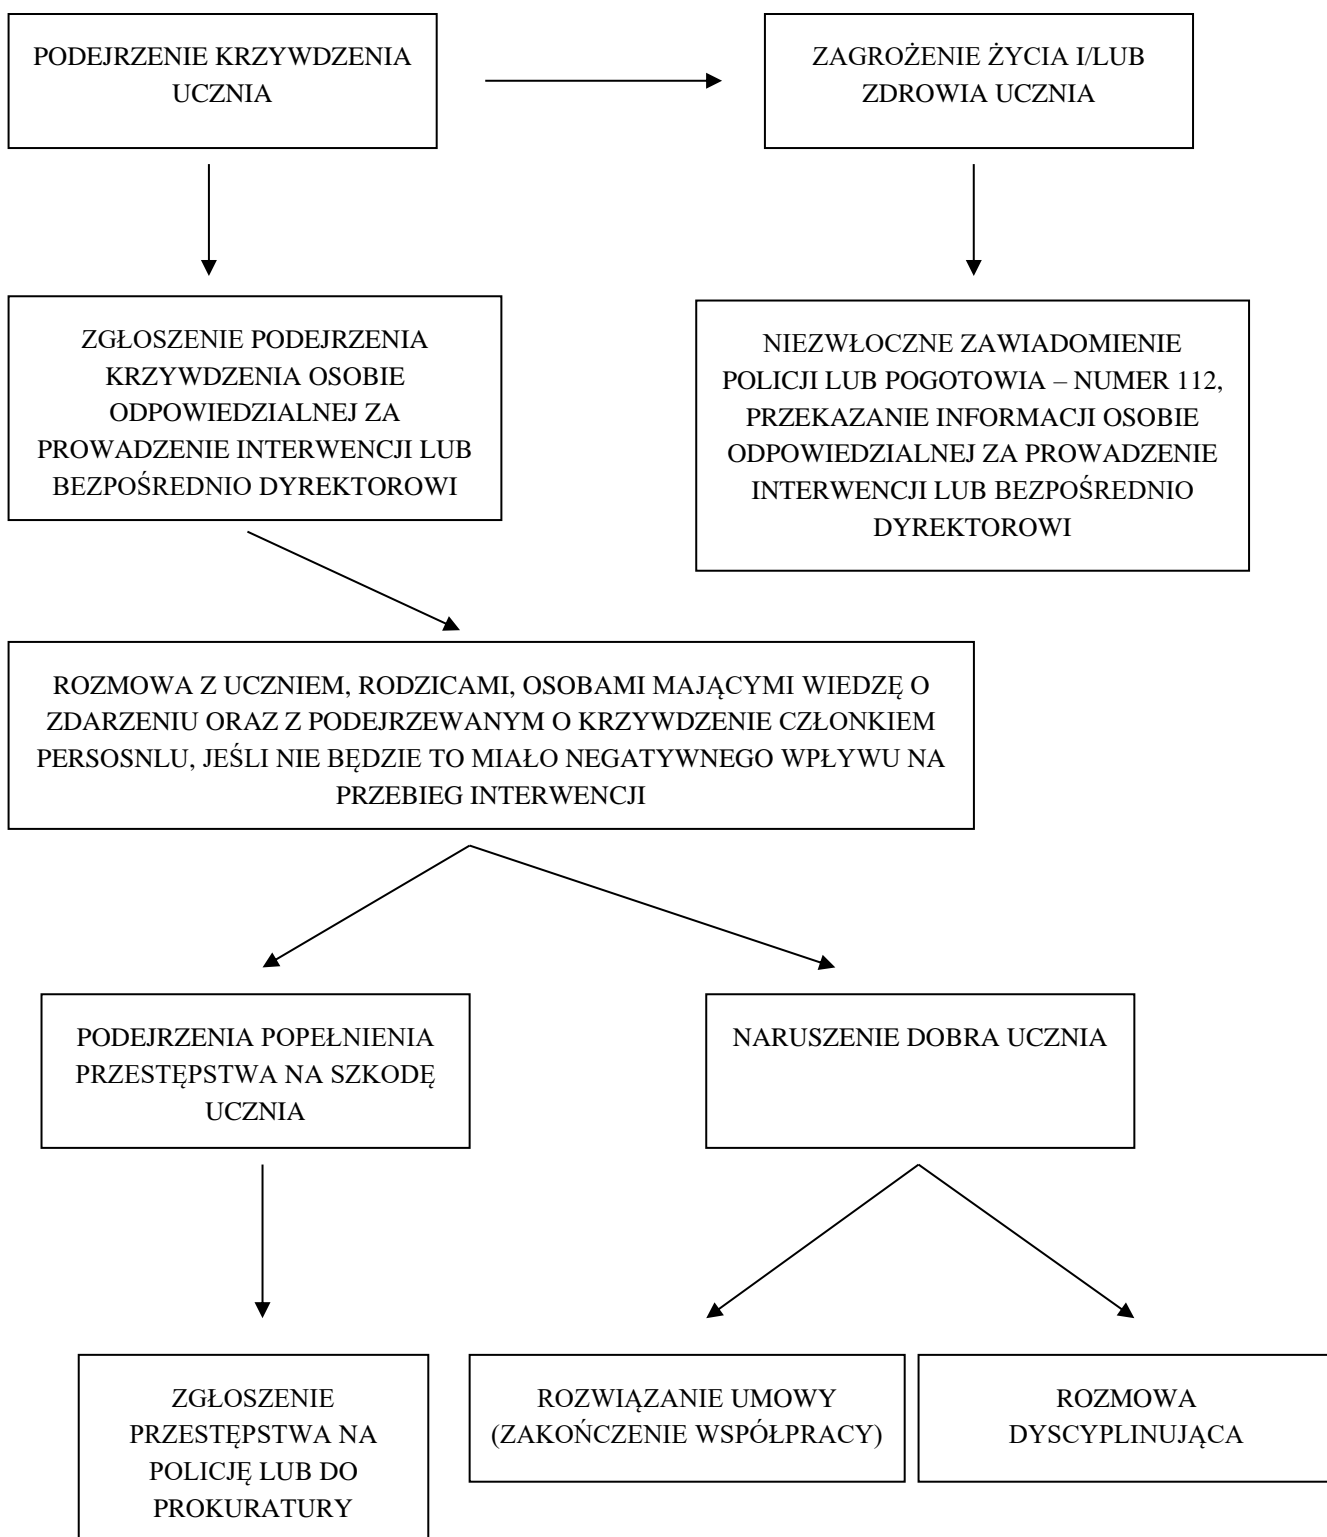 PODEJRZENIE KRZYWDZENIA
UCZNIA
ZAGROŻENIE ŻYCIA I/LUB
ZDROWIA UCZNIA
ZGŁOSZENIE PODEJRZENIA
KRZYWDZENIA OSOBIE
ODPOWIEDZIALNEJ ZA
PROWADZENIE INTERWENCJI LUB
BEZPOŚREDNIO DYREKTOROWI
NIEZWŁOCZNE ZAWIADOMIENIE
POLICJI LUB POGOTOWIA – NUMER 112,
PRZEKAZANIE INFORMACJI OSOBIE
ODPOWIEDZIALNEJ ZA PROWADZENIE
INTERWENCJI LUB BEZPOŚREDNIO
DYREKTOROWI
ROZMOWA Z UCZNIEM, RODZICAMI, OSOBAMI MAJĄCYMI WIEDZĘ O
ZDARZENIU ORAZ Z PODEJRZEWANYM O KRZYWDZENIE CZŁONKIEM
PERSOSNLU, JEŚLI NIE BĘDZIE TO MIAŁO NEGATYWNEGO WPŁYWU NA
PRZEBIEG INTERWENCJI
PODEJRZENIA POPEŁNIENIA
PRZESTĘPSTWA NA SZKODĘ
UCZNIA
NARUSZENIE DOBRA UCZNIA
ZGŁOSZENIE
PRZESTĘPSTWA NA
POLICJĘ LUB DO
PROKURATURY
ROZWIĄZANIE UMOWY
(ZAKOŃCZENIE WSPÓŁPRACY)
ROZMOWA
DYSCYPLINUJĄCA